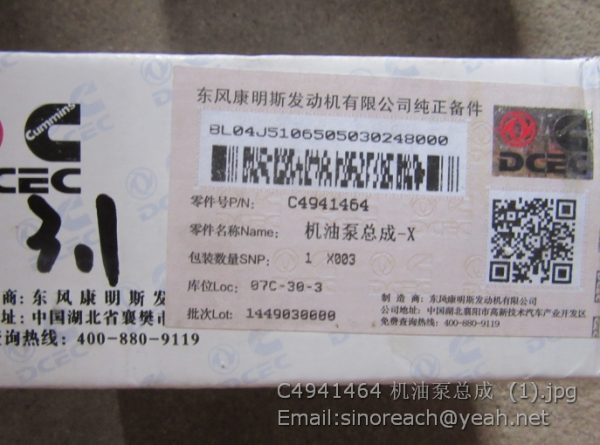 Cummins
DCEC
3.1
商: 东风康明斯发
址: 中国湖北省襄樊市
查询热线: 400-880-9119
东风康明斯发动机有限公司纯正备件
BL04J5106505030248000
DCEC
零件号P/N: C4941464
零件名称Name: 机油泵总成-X
包装数量SNP: 1 X003
库位Loc: 07C-30-3
批次Lot: 1449030000
制 造 商: 东风康明斯发动机有限公司
公司地址: 中国湖北襄阳市高新技术汽车产业开发区
免费查询热线: 400-880-9119
C4941464 机油泵总成 (1).jpg
Email:sinoreach@yeah.net